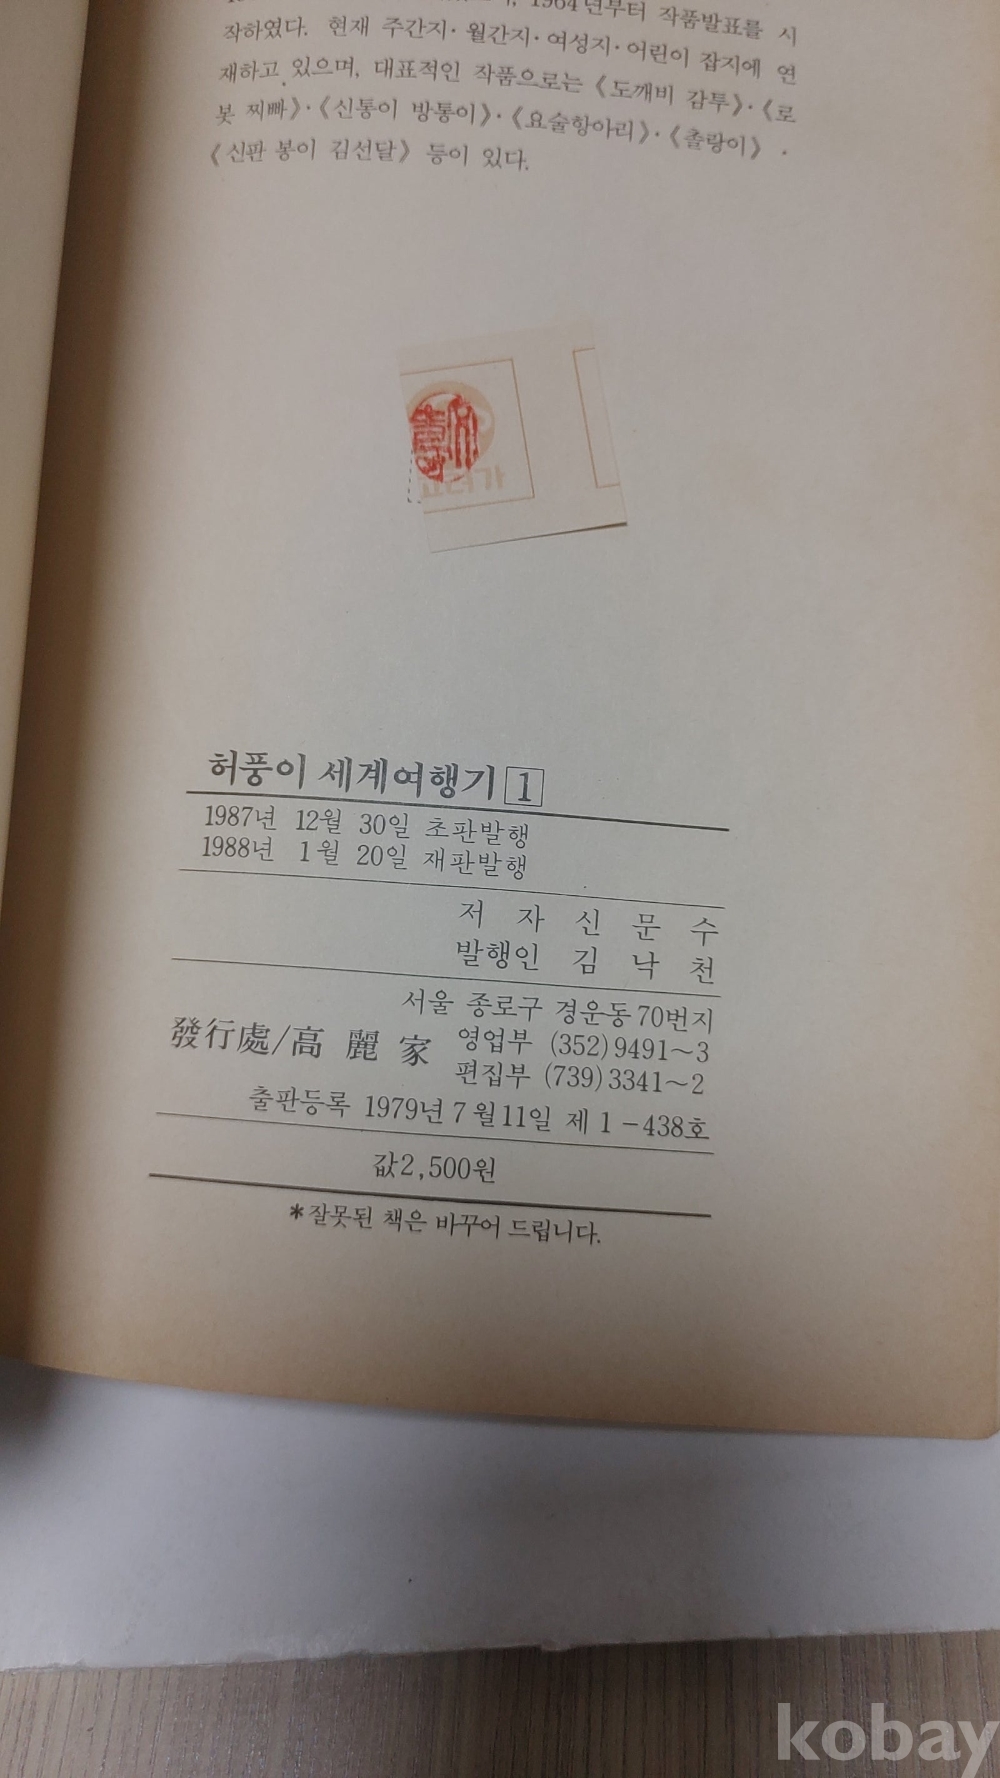 1964년부터 작품발표를 시
작하였다. 현재 주간지·월간지·여성지·어린이 잡지에 연
재하고 있으며, 대표적인 작품으로는 《도깨비 감투》·《로
봇 찌빠》·《신통이 방통이》·《요술항아리》·《촐랑이》·
《신판 봉이 김선달》 등이 있다.
고려가
허풍이 세계여행기 1
1987년 12월 30일 초판발행
1988년 1월 20일 재판발행
저 자 신 문 수
발행인 김 낙 천
서울 종로구 경운동 70번지
發行處/高麗家 영업부 (352) 9491~3
편집부 (739) 3341~2
출판등록 1979년 7월 11일 제 1-438호
값 2,500원
*잘못된 책은 바꾸어 드립니다.
kobay